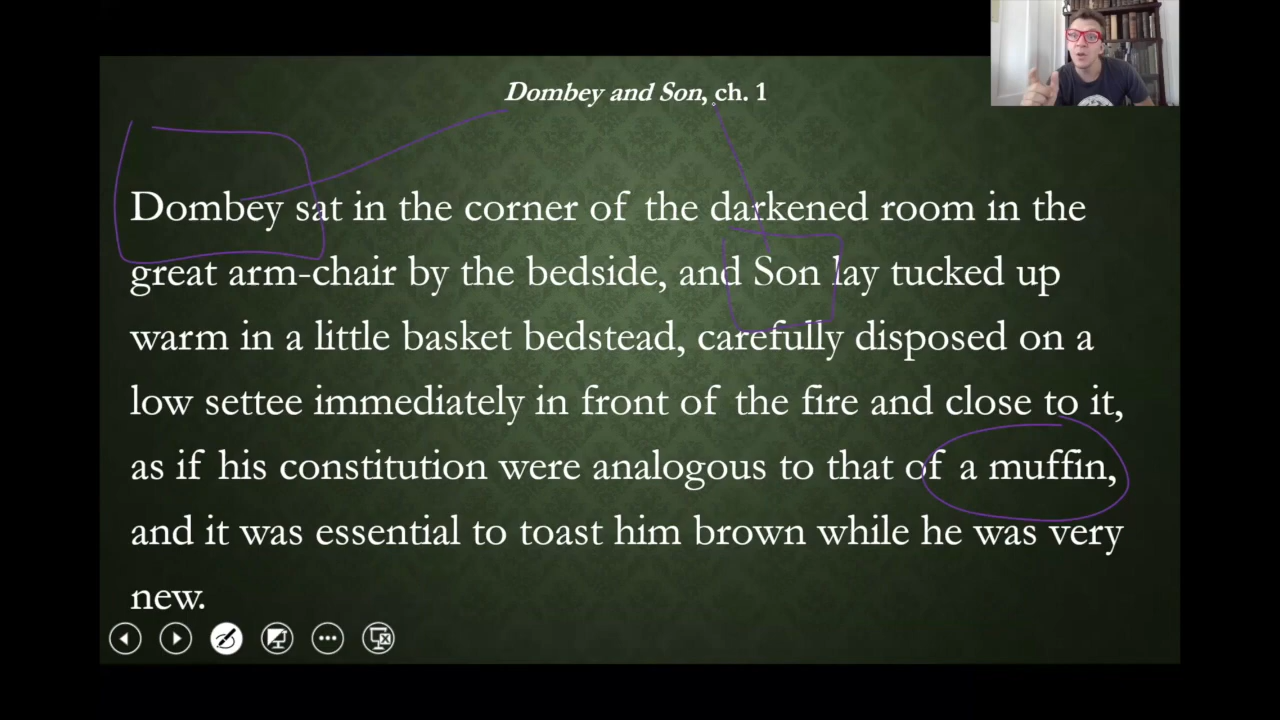 Dombey and Son, ch. 1
Dombey sat in the corner of the darkened room in the
great arm-chair by the bedside, and Son lay tucked up
warm in a little basket bedstead, carefully disposed on a
low settee immediately in front of the fire and close to it,
as if his constitution were analogous to that of a muffin,
and it was essential to toast him brown while he was very
new.